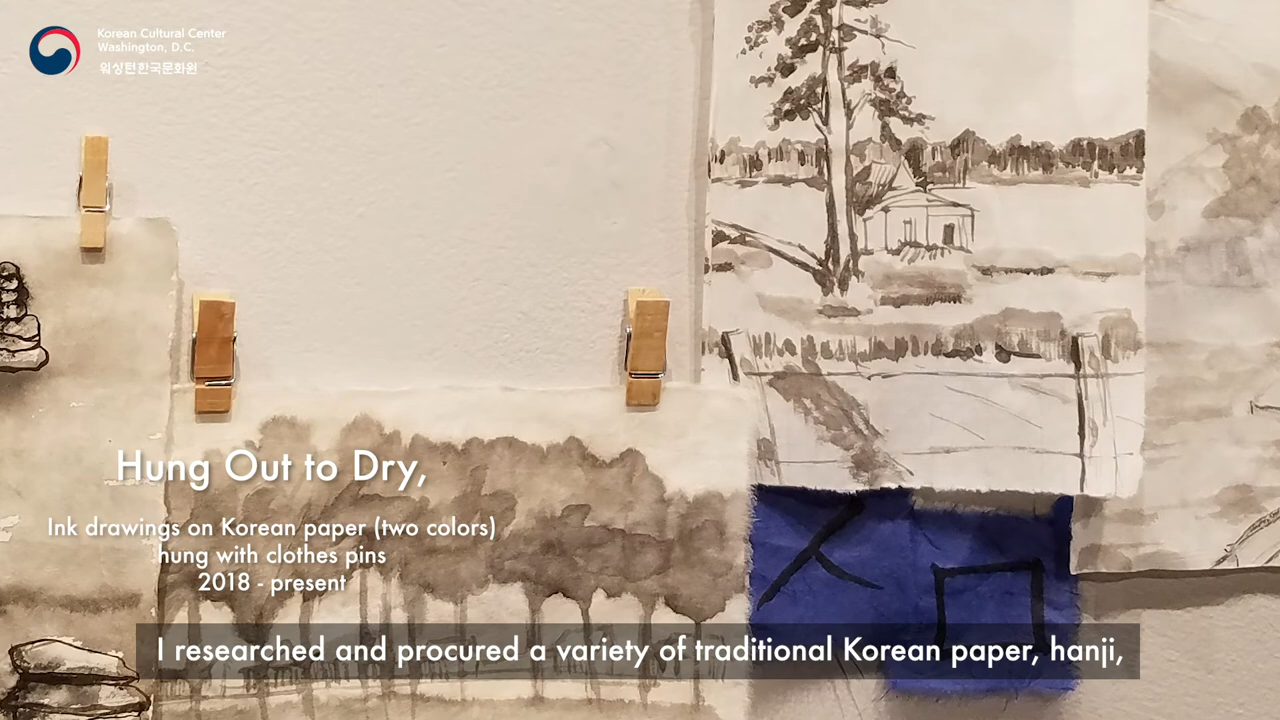 Korean Cultural Center
Washington, D.C.
워싱턴한국문화원
Hung Out to Dry,
Ink drawings on Korean paper (two colors)
hung with clothes pins
2018 - present
ㅅ ㅁ
I researched and procured a variety of traditional Korean paper, hanji,